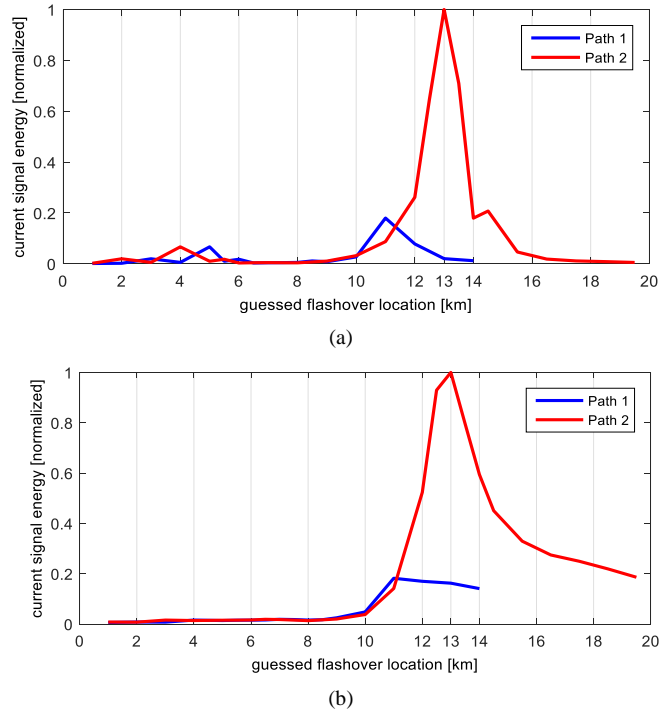 current signal energy [normalized]
1
0.8
0.6
0.4
0.2
0
Path 1
Path 2
0 2 4 6 8 10 12 13 14 16 18 20
guessed flashover location [km]
(a)
current signal energy [normalized]
1
0.8
0.6
0.4
0.2
0
Path 1
Path 2
0 2 4 6 8 10 12 13 14 16 18 20
guessed flashover location [km]
(b)